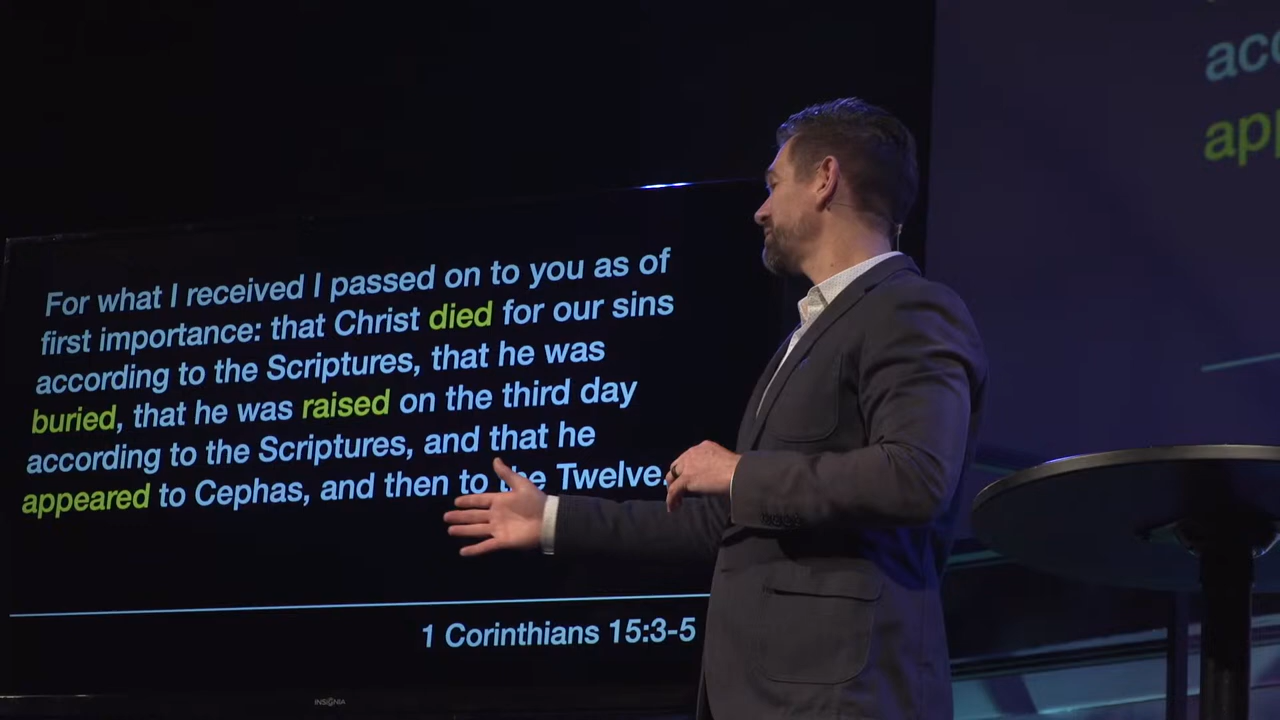 For what I received I passed on to you as of
first importance: that Christ died for our sins
according to the Scriptures, that he was
buried, that he was raised on the third day
according to the Scriptures, and that he
appeared to Cephas, and then to the Twelve.
1 Corinthians 15:3-5
INSIGNIA